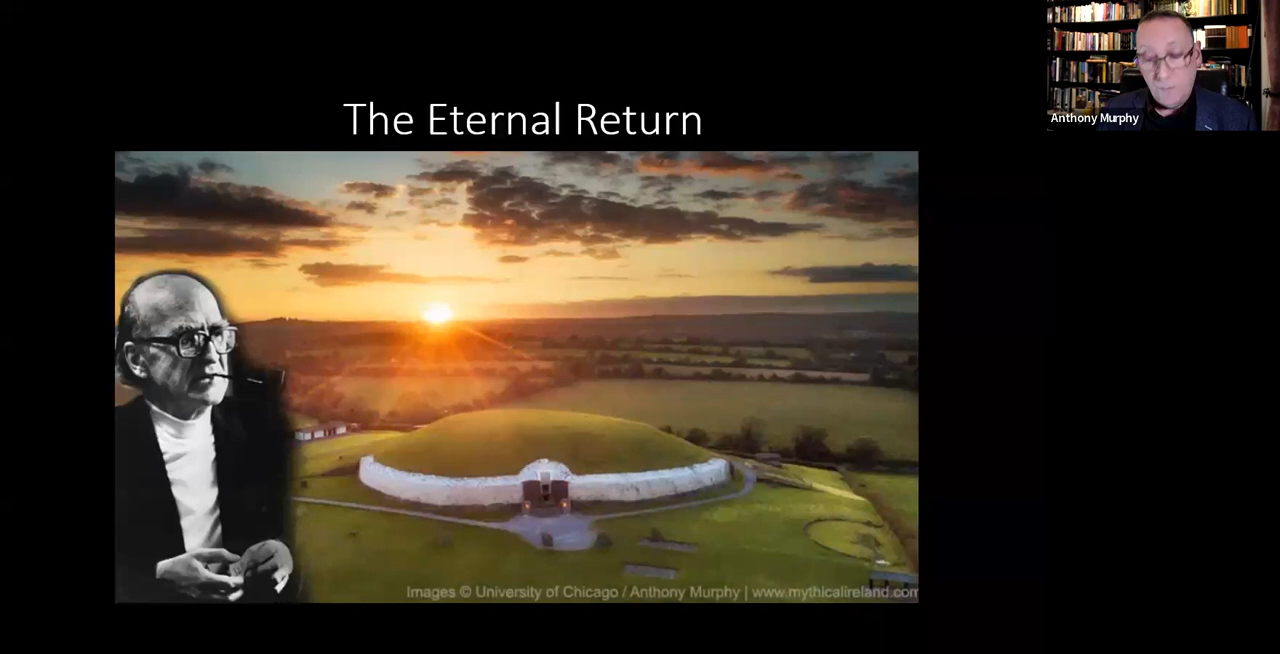 The Eternal Return
Anthony Murphy
Images © University of Chicago / Anthony Murphy | www.mythicalireland.com